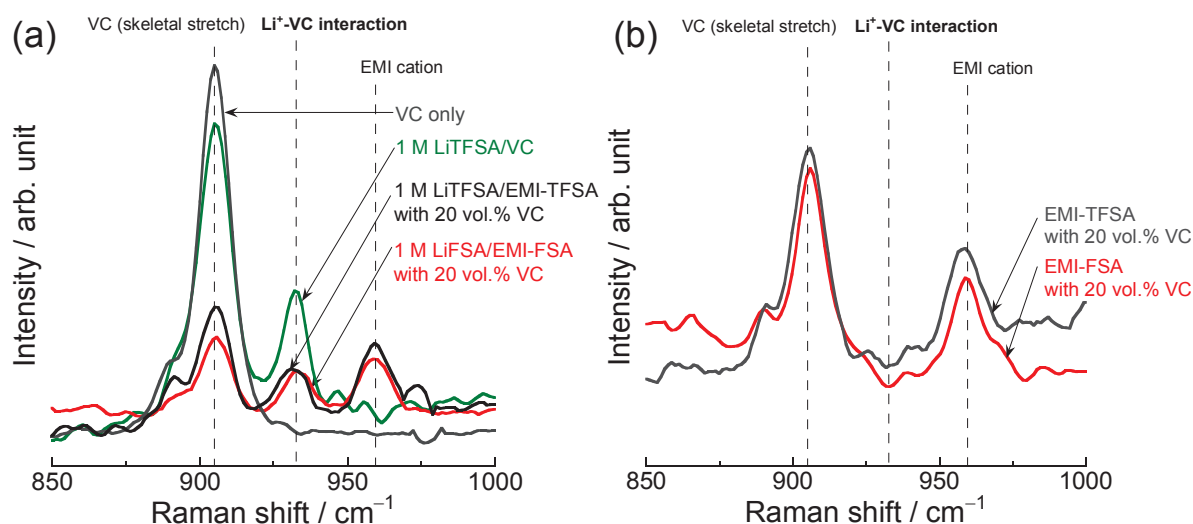 (a)
VC (skeletal stretch)
Li⁺-VC interaction
EMI cation
VC only
1 M LiTFSA/VC
1 M LiTFSA/EMI-TFSA
with 20 vol.% VC
1 M LiFSA/EMI-FSA
with 20 vol.% VC
Intensity / arb. unit
850 900 950 1000
Raman shift / cm⁻¹
(b)
VC (skeletal stretch)
Li⁺-VC interaction
EMI cation
EMI-TFSA
with 20 vol.% VC
EMI-FSA
with 20 vol.% VC
Intensity / arb. unit
850 900 950 1000
Raman shift / cm⁻¹